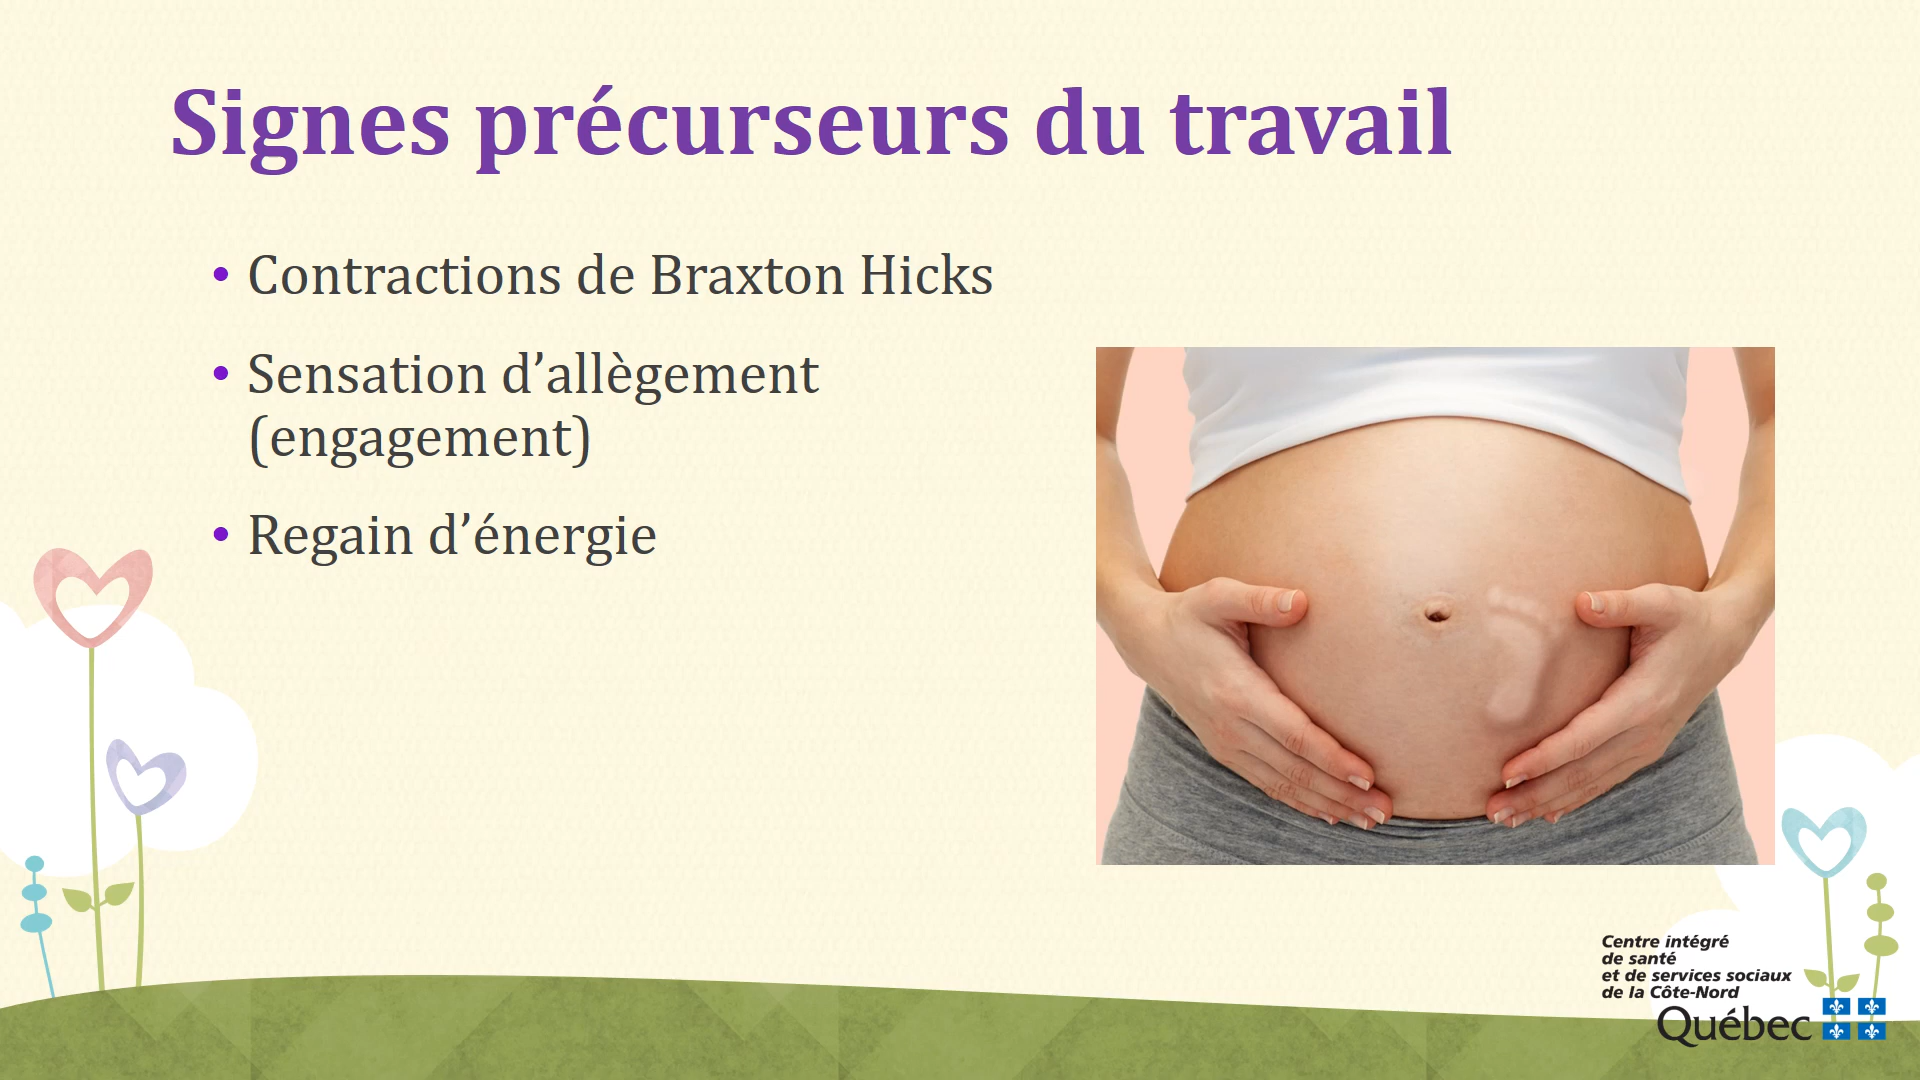 Signes précurseurs du travail
• Contractions de Braxton Hicks
• Sensation d’allègement
(engagement)
• Regain d’énergie
Centre intégré
de santé
et de services sociaux
de la Côte-Nord
Québec